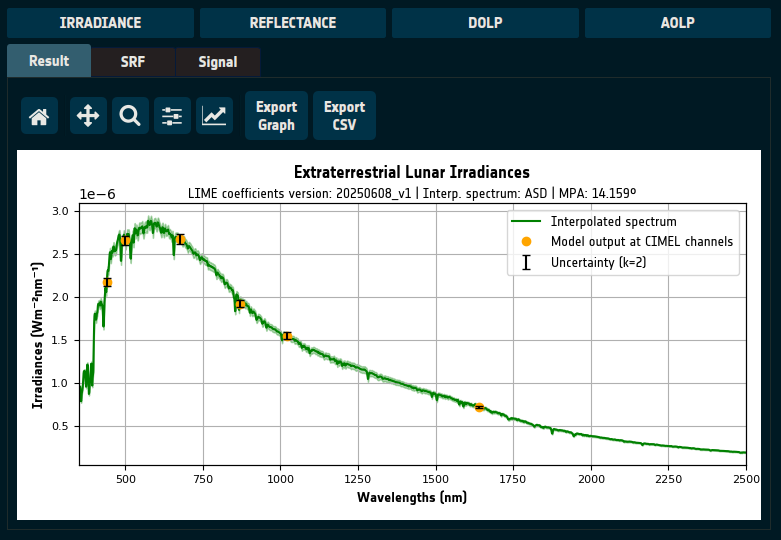 IRRADIANCE REFLECTANCE DOLP AOLP
Result SRF Signal
Export Graph
Export CSV
Extraterrestrial Lunar Irradiances
LIME coefficients version: 20250608_v1 | Interp. spectrum: ASD | MPA: 14.159º
1e−6
3.0
2.5
2.0
1.5
1.0
0.5
Irradiances (Wm⁻²nm⁻¹)
Interpolated spectrum
Model output at CIMEL channels
Uncertainty (k=2)
500 750 1000 1250 1500 1750 2000 2250 2500
Wavelengths (nm)